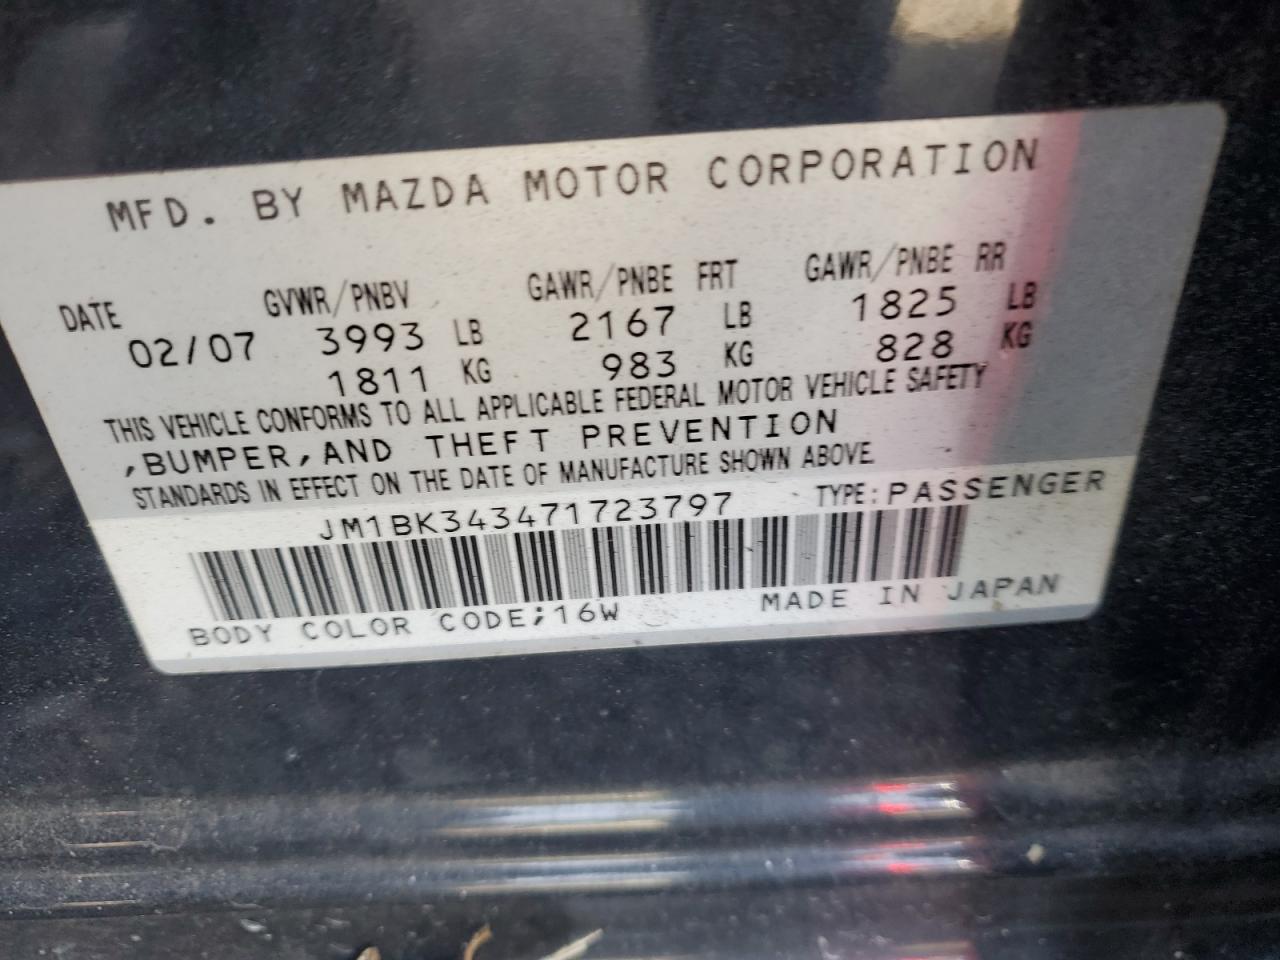 MFD. BY MAZDA MOTOR CORPORATION
DATE GVWR/PNBV GAWR/PNBE FRT GAWR/PNBE RR
02/07 3993 LB 2167 LB 1825 LB
1811 KG 983 KG 828 KG
THIS VEHICLE CONFORMS TO ALL APPLICABLE FEDERAL MOTOR VEHICLE SAFETY
,BUMPER,AND THEFT PREVENTION
STANDARDS IN EFFECT ON THE DATE OF MANUFACTURE SHOWN ABOVE.
JM1BK343471723797 TYPE:PASSENGER
BODY COLOR CODE;16W MADE IN JAPAN